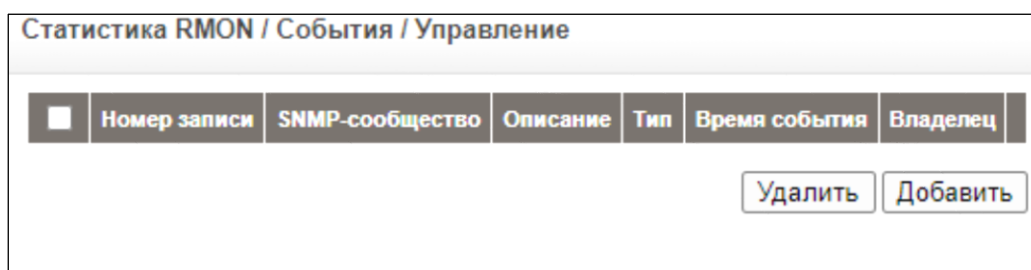 Статистика RMON / События / Управление
Номер записи SNMP-сообщество Описание Тип Время события Владелец
Удалить Добавить